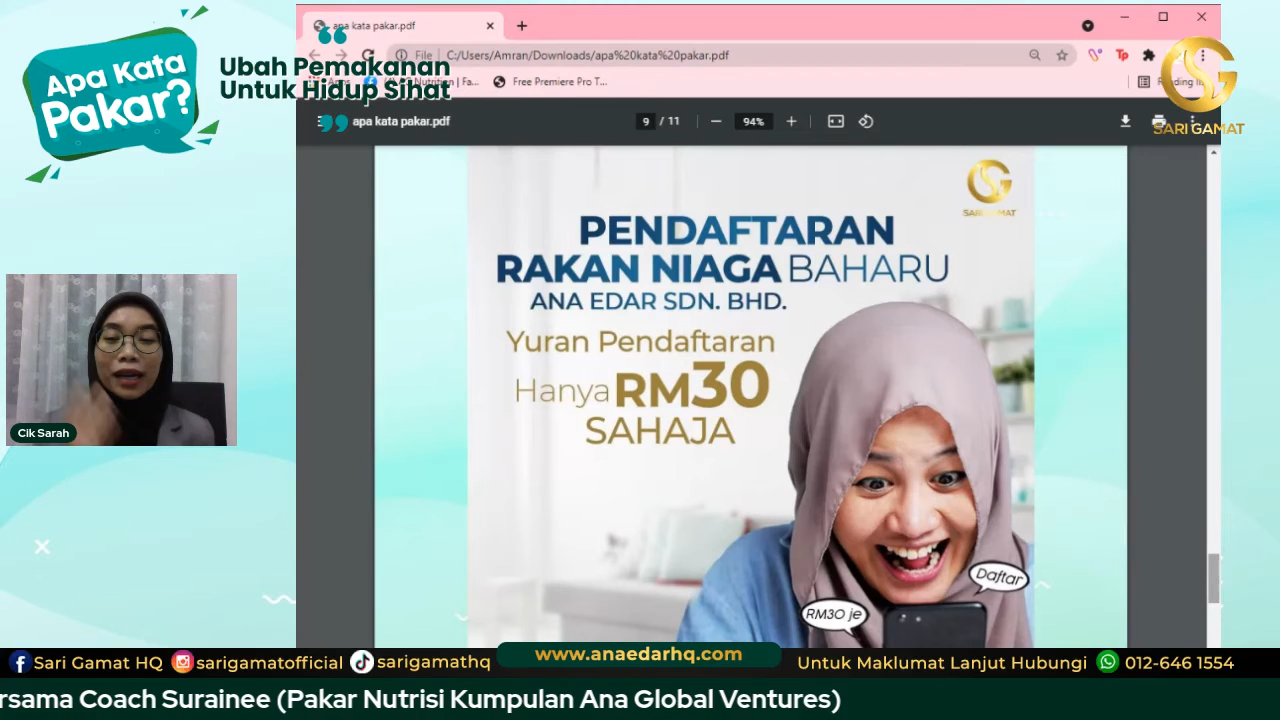 Apa Kata
Pakar?
Ubah Pemakanan
Untuk Hidup Sihat
apa kata pakar.pdf
File
C:/Users/Amran/Downloads/apa%20kata%20pakar.pdf
Free Premiere Pro T...
apa kata pakar.pdf
9 / 11
94%
SARI GAMAT
SARI GAMAT
PENDAFTARAN
RAKAN NIAGA BAHARU
ANA EDAR SDN. BHD.
Yuran Pendaftaran
Hanya RM30
SAHAJA
Daftar
RM30 je
Cik Sarah
www.anaedarhq.com
Sari Gamat HQ sarigamatofficial sarigamathq
Untuk Maklumat Lanjut Hubungi 012-646 1554
Coach Surainee (Pakar Nutrisi Kumpulan Ana Global Ventures)